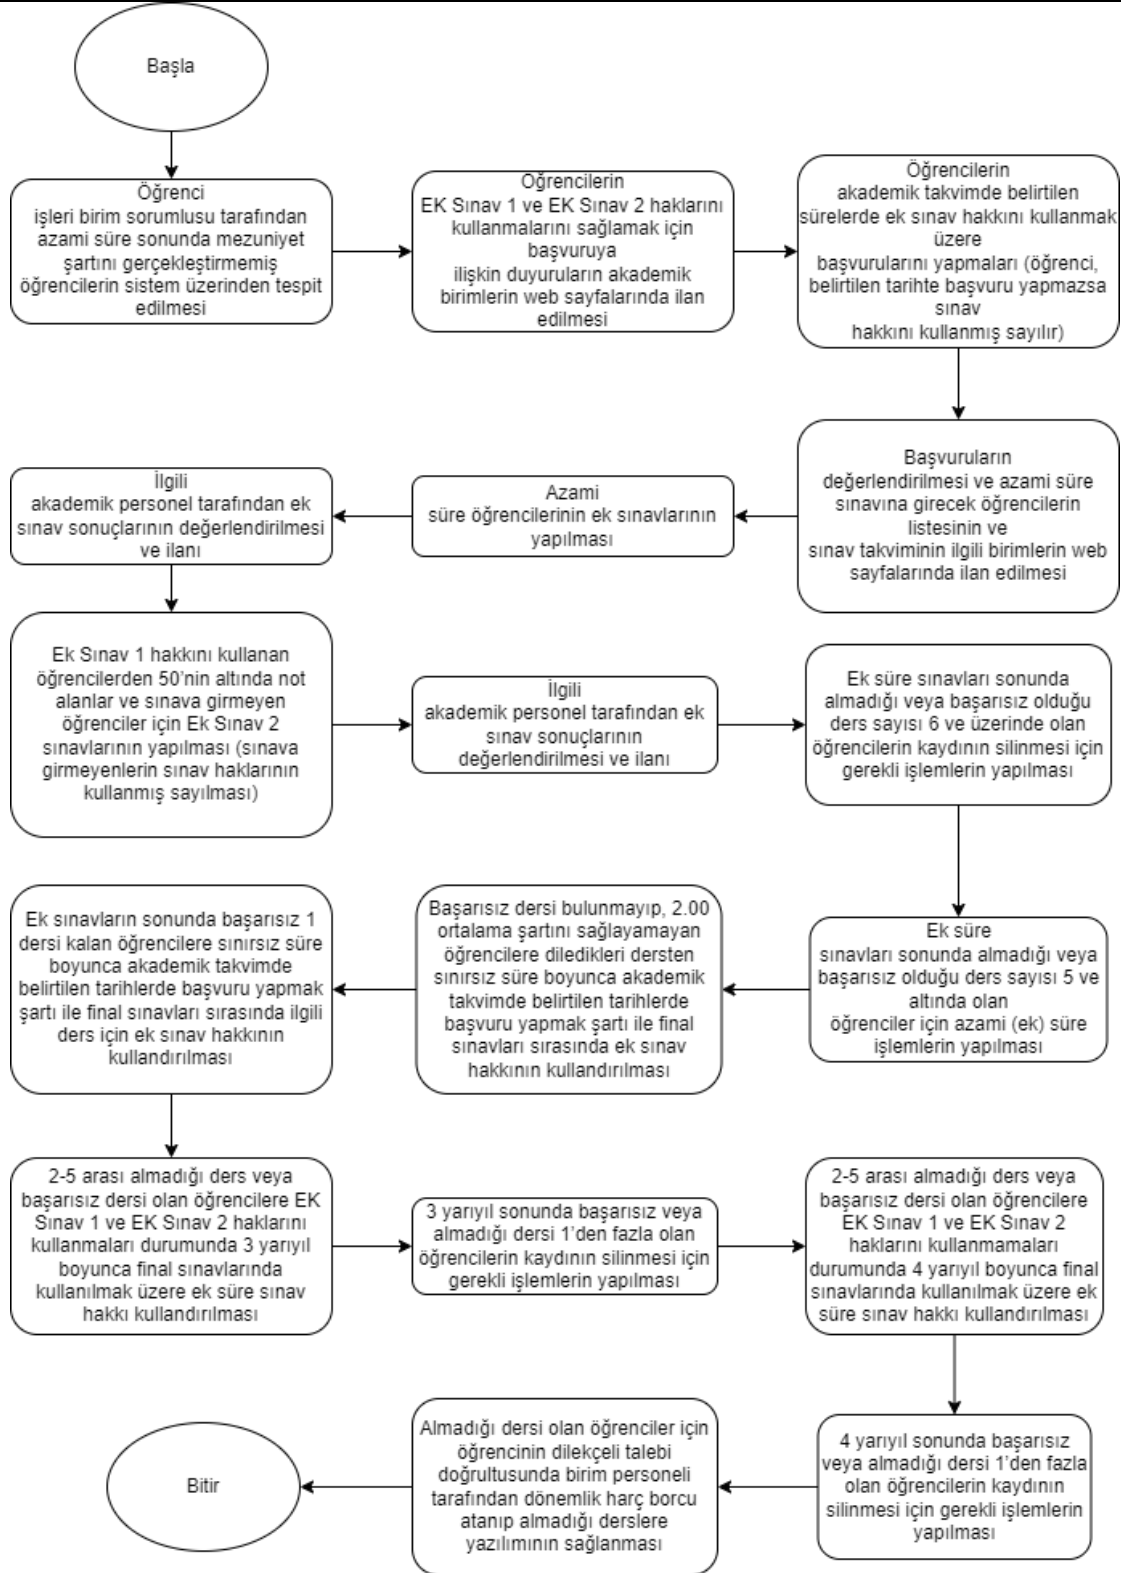 Başla
Öğrenci
işleri birim sorumlusu tarafından
azami süre sonunda mezuniyet
şartını gerçekleştirmemiş
öğrencilerin sistem üzerinden tespit
edilmesi
Öğrencilerin
EK Sınav 1 ve EK Sınav 2 haklarını
kullanmalarını sağlamak için
başvuruya
ilişkin duyuruların akademik
birimlerin web sayfalarında ilan
edilmesi
Öğrencilerin
akademik takvimde belirtilen
sürelerde ek sınav hakkını kullanmak
üzere
başvurularını yapmaları (öğrenci,
belirtilen tarihte başvuru yapmazsa
sınav
hakkını kullanmış sayılır)
Başvuruların
değerlendirilmesi ve azami süre
sınavına girecek öğrencilerin
listesinin ve
sınav takviminin ilgili birimlerin web
sayfalarında ilan edilmesi
Azami
süre öğrencilerinin ek sınavlarının
yapılması
İlgili
akademik personel tarafından ek
sınav sonuçlarının değerlendirilmesi
ve ilanı
Ek Sınav 1 hakkını kullanan
öğrencilerden 50'nin altında not
alanlar ve sınava girmeyen
öğrenciler için Ek Sınav 2
sınavlarının yapılması (sınava
girmeyenlerin sınav haklarının
kullanmış sayılması)
İlgili
akademik personel tarafından ek
sınav sonuçlarının
değerlendirilmesi ve ilanı
Ek süre sınavları sonunda
almadığı veya başarısız olduğu
ders sayısı 6 ve üzerinde olan
öğrencilerin kaydının silinmesi için
gerekli işlemlerin yapılması
Ek süre
sınavları sonunda almadığı veya
başarısız olduğu ders sayısı 5 ve
altında olan
öğrenciler için azami (ek) süre
işlemlerin yapılması
Başarısız dersi bulunmayıp, 2.00
ortalama şartını sağlayamayan
öğrencilere diledikleri dersten
sınırsız süre boyunca akademik
takvimde belirtilen tarihlerde
başvuru yapmak şartı ile final
sınavları sırasında ek sınav
hakkının kullandırılması
Ek sınavların sonunda başarısız 1
dersi kalan öğrencilere sınırsız süre
boyunca akademik takvimde
belirtilen tarihlerde başvuru yapmak
şartı ile final sınavları sırasında ilgili
ders için ek sınav hakkının
kullandırılması
2-5 arası almadığı ders veya
başarısız dersi olan öğrencilere EK
Sınav 1 ve EK Sınav 2 haklarını
kullanmaları durumunda 3 yarıyıl
boyunca final sınavlarında
kullanılmak üzere ek süre sınav
hakkı kullandırılması
3 yarıyıl sonunda başarısız veya
almadığı dersi 1'den fazla olan
öğrencilerin kaydının silinmesi için
gerekli işlemlerin yapılması
2-5 arası almadığı ders veya
başarısız dersi olan öğrencilere
EK Sınav 1 ve EK Sınav 2
haklarını kullanmamaları
durumunda 4 yarıyıl boyunca final
sınavlarında kullanılmak üzere ek
süre sınav hakkı kullandırılması
4 yarıyıl sonunda başarısız
veya almadığı dersi 1'den fazla
olan öğrencilerin kaydının
silinmesi için gerekli işlemlerin
yapılması
Almadığı dersi olan öğrenciler için
öğrencinin dilekçeli talebi
doğrultusunda birim personeli
tarafından dönemlik harç borcu
atanıp almadığı derslere
yazılımının sağlanması
Bitir